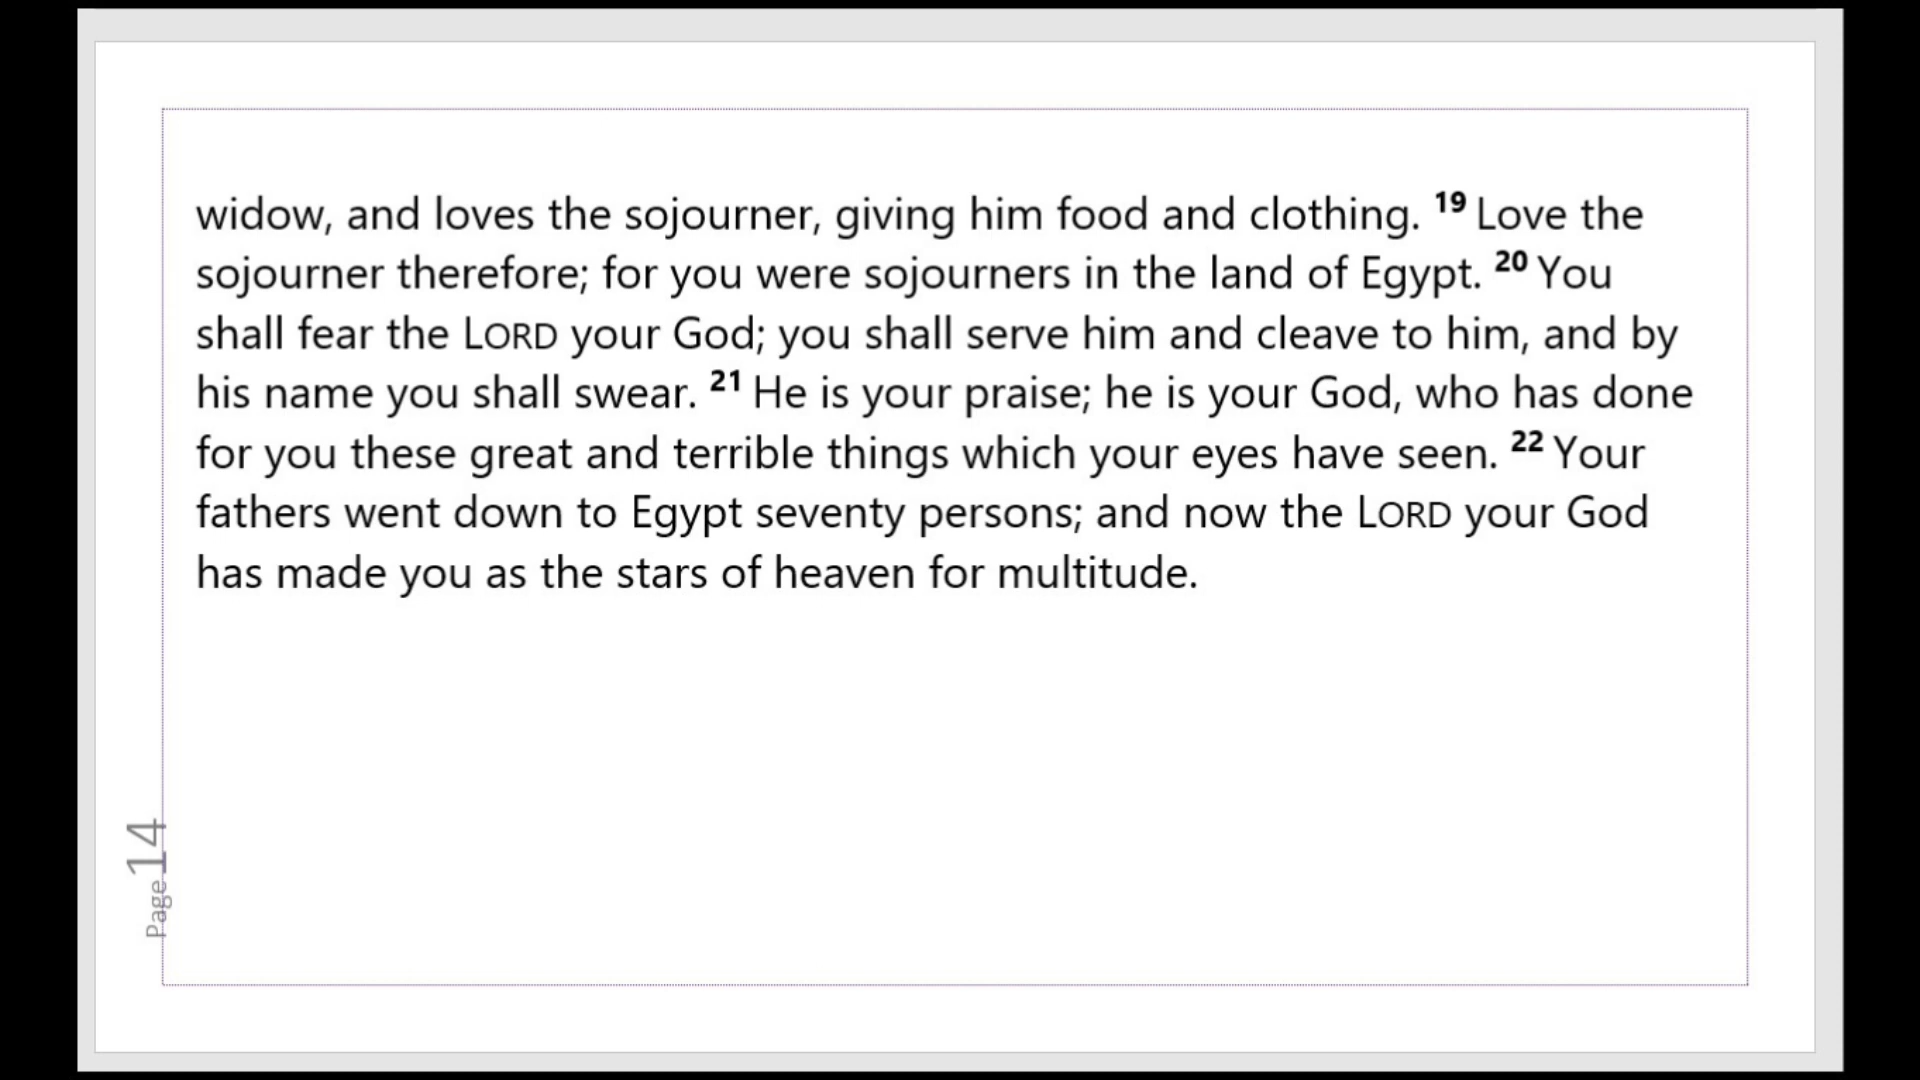 widow, and loves the sojourner, giving him food and clothing. 19 Love the
sojourner therefore; for you were sojourners in the land of Egypt. 20 You
shall fear the LORD your God; you shall serve him and cleave to him, and by
his name you shall swear. 21 He is your praise; he is your God, who has done
for you these great and terrible things which your eyes have seen. 22 Your
fathers went down to Egypt seventy persons; and now the LORD your God
has made you as the stars of heaven for multitude.
Page 14